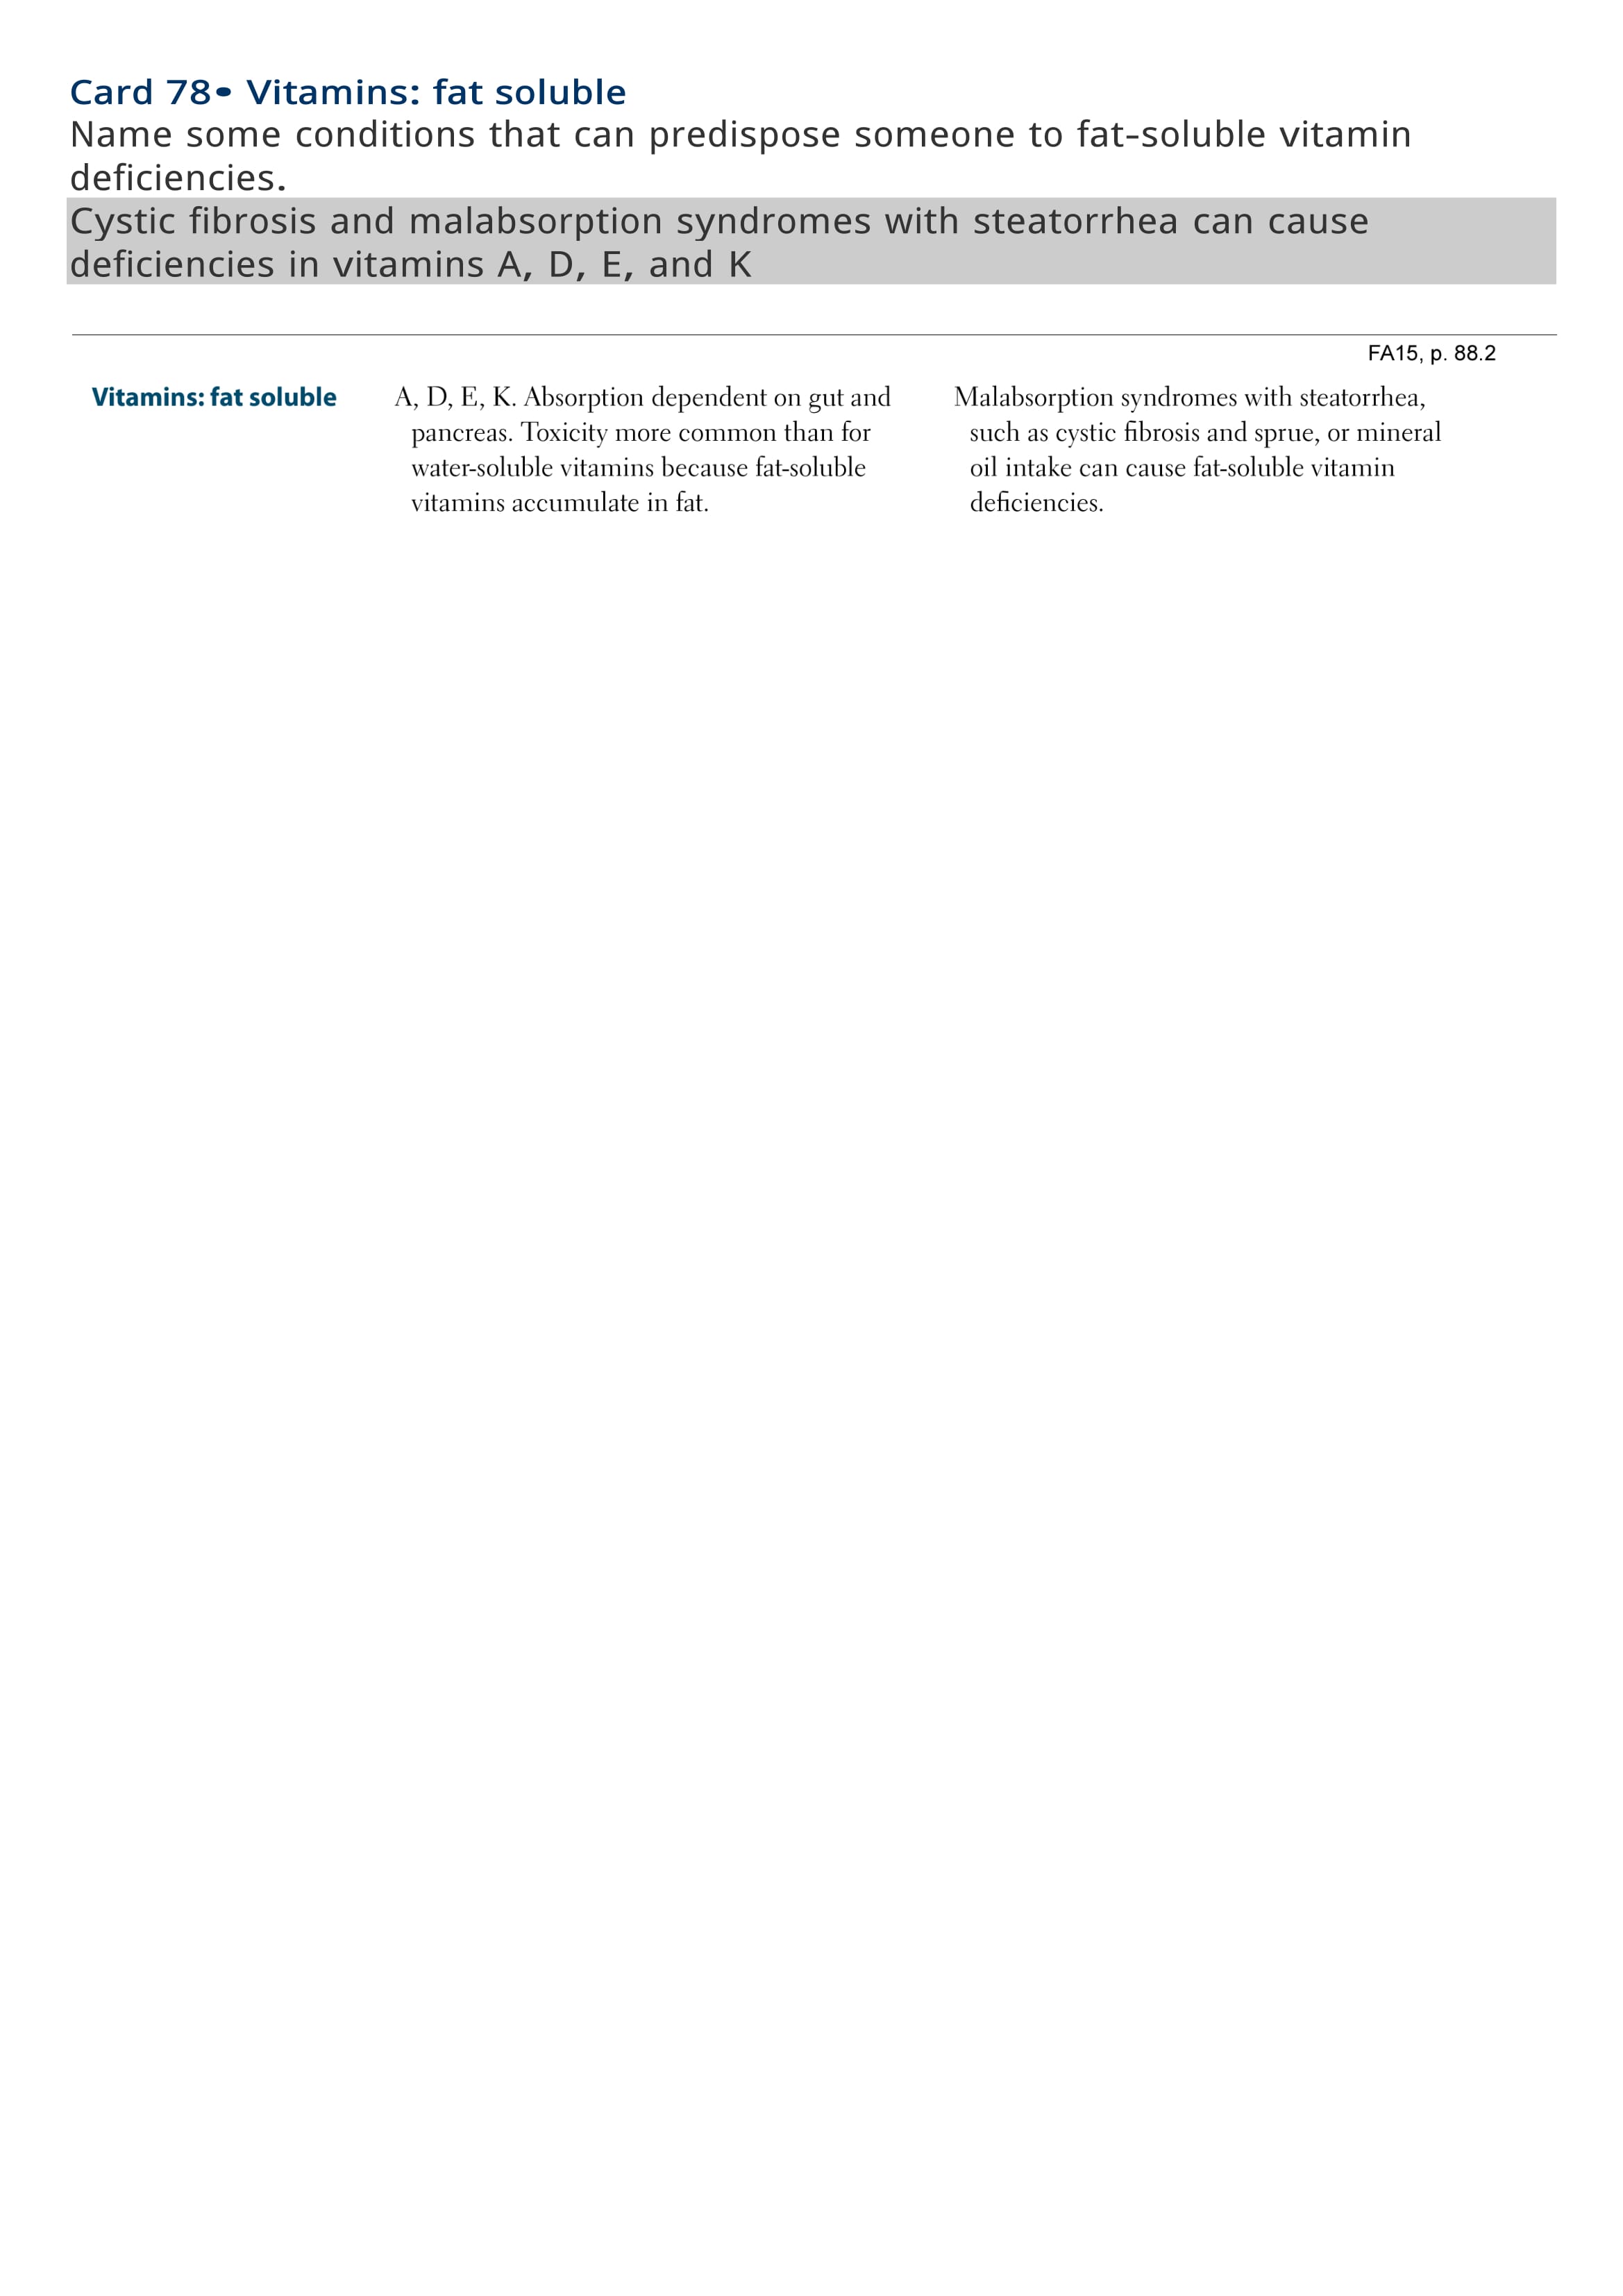 Card 78• Vitamins: fat soluble
Name some conditions that can predispose someone to fat-soluble vitamin
deficiencies.
Cystic fibrosis and malabsorption syndromes with steatorrhea can cause
deficiencies in vitamins A, D, E, and K
FA15, p. 88.2
Vitamins: fat soluble
A, D, E, K. Absorption dependent on gut and
pancreas. Toxicity more common than for
water-soluble vitamins because fat-soluble
vitamins accumulate in fat.
Malabsorption syndromes with steatorrhea,
such as cystic fibrosis and sprue, or mineral
oil intake can cause fat-soluble vitamin
deficiencies.